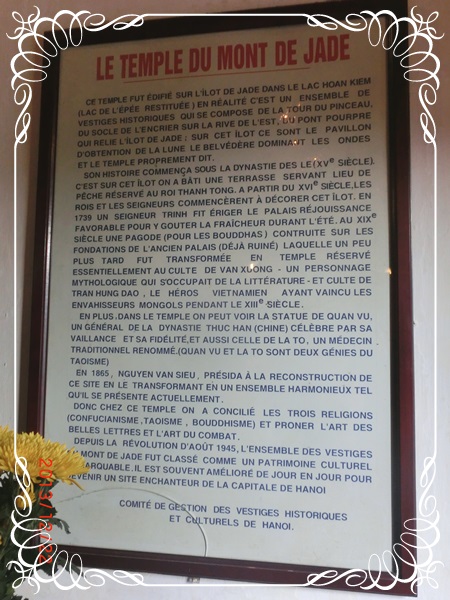 LE TEMPLE DU MONT DE JADE
CE TEMPLE FUT ÉDIFIÉ SUR L'ÎLOT DE JADE DANS LE LAC HOAN KIEM
(LAC DE L'ÉPÉE RESTITUÉE) EN RÉALITÉ C'EST UN ENSEMBLE DE
VESTIGES HISTORIQUES QUI SE COMPOSE DE LA TOUR DU PINCEAU,
DU SOCLE DE L'ENCRIER SUR LA RIVE DE L'EST, DU PONT POURPRE
QUI RELIE L'ÎLOT DE JADE ; SUR CET ÎLOT CE SONT LE PAVILLON
D'OBTENTION DE LA LUNE LE BELVÉDÈRE DOMINANT LES ONDES
ET LE TEMPLE PROPREMENT DIT.
SON HISTOIRE COMMENÇA SOUS LA DYNASTIE DES LE (XVe SIÈCLE).
C'EST SUR CET ÎLOT ON A BÂTI UNE TERRASSE SERVANT LIEU DE
PÊCHE RÉSERVÉ AU ROI THANH TONG. A PARTIR DU XVIe SIÈCLE, LES
ROIS ET LES SEIGNEURS COMMENCÈRENT À DÉCORER CET ÎLOT. EN
1739 UN SEIGNEUR TRINH FIT ÉRIGER LE PALAIS RÉJOUISSANCE
FAVORABLE POUR Y GOUTER LA FRAÎCHEUR DURANT L'ÉTÉ. AU XIXe
SIÈCLE UNE PAGODE (POUR LES BOUDDHAS) CONTRUITE SUR LES
FONDATIONS DE L'ANCIEN PALAIS (DÉJÀ RUINÉ) LAQUELLE UN PEU
PLUS TARD FUT TRANSFORMÉE EN TEMPLE RÉSERVÉ
ESSENTIELLEMENT AU CULTE DE VAN XUONG - UN PERSONNAGE
MYTHOLOGIQUE QUI S'OCCUPAIT DE LA LITTÉRATURE - ET CULTE DE
TRAN HUNG DAO, LE HÉROS VIETNAMIEN AYANT VAINCU LES
ENVAHISSEURS MONGOLS PENDANT LE XIIIe SIÈCLE.
EN PLUS.DANS LE TEMPLE ON PEUT VOIR LA STATUE DE QUAN VU,
UN GÉNÉRAL DE LA DYNASTIE THUC HAN (CHINE) CÉLÈBRE PAR SA
VAILLANCE ET SA FIDÉLITÉ, ET AUSSI CELLE DE LA TO, UN MÉDECIN
TRADITIONNEL RENOMMÉ.(QUAN VU ET LA TO SONT DEUX GÉNIES DU
TAOISME)
EN 1865, NGUYEN VAN SIEU, PRÉSIDA À LA RECONSTRUCTION DE
CE SITE EN LE TRANSFORMANT EN UN ENSEMBLE HARMONIEUX TEL
QU'IL SE PRÉSENTE ACTUELLEMENT.
DONC CHEZ CE TEMPLE ON A CONCILIÉ LES TROIS RELIGIONS
(CONFUCIANISME, TAOISME, BOUDDHISME) ET PRONER L'ART DES
BELLES LETTRES ET L'ART DU COMBAT.
DEPUIS LA RÉVOLUTION D'AOÛT 1945, L'ENSEMBLE DES VESTIGES
MONT DE JADE FUT CLASSÉ COMME UN PATRIMOINE CULTUREL
ARQUABLE. IL EST SOUVENT AMÉLIORÉ DE JOUR EN JOUR POUR
EVENIR UN SITE ENCHANTEUR DE LA CAPITALE DE HANOI
COMITÉ DE GESTION DES VESTIGES HISTORIQUES
ET CULTURELS DE HANOI.